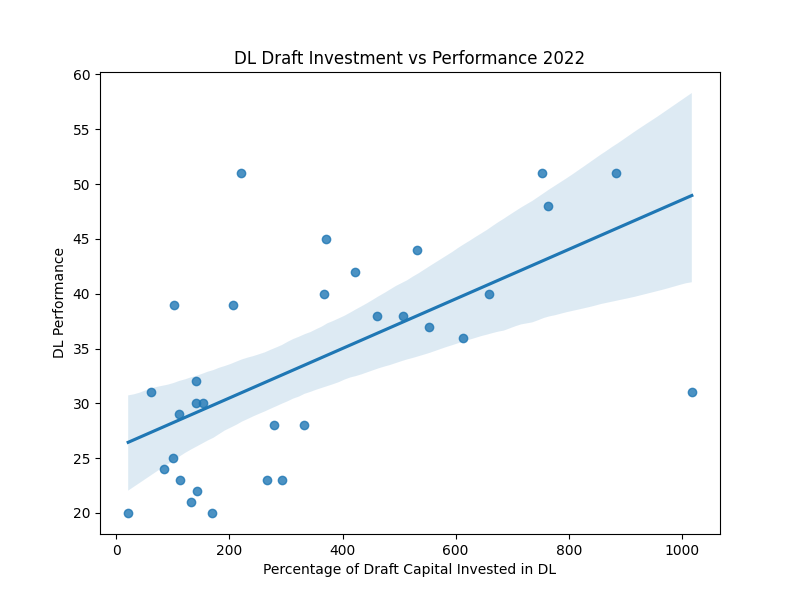 DL Draft Investment vs Performance 2022
60
55
50
45
40
35
30
25
20
DL Performance
0 200 400 600 800 1000
Percentage of Draft Capital Invested in DL